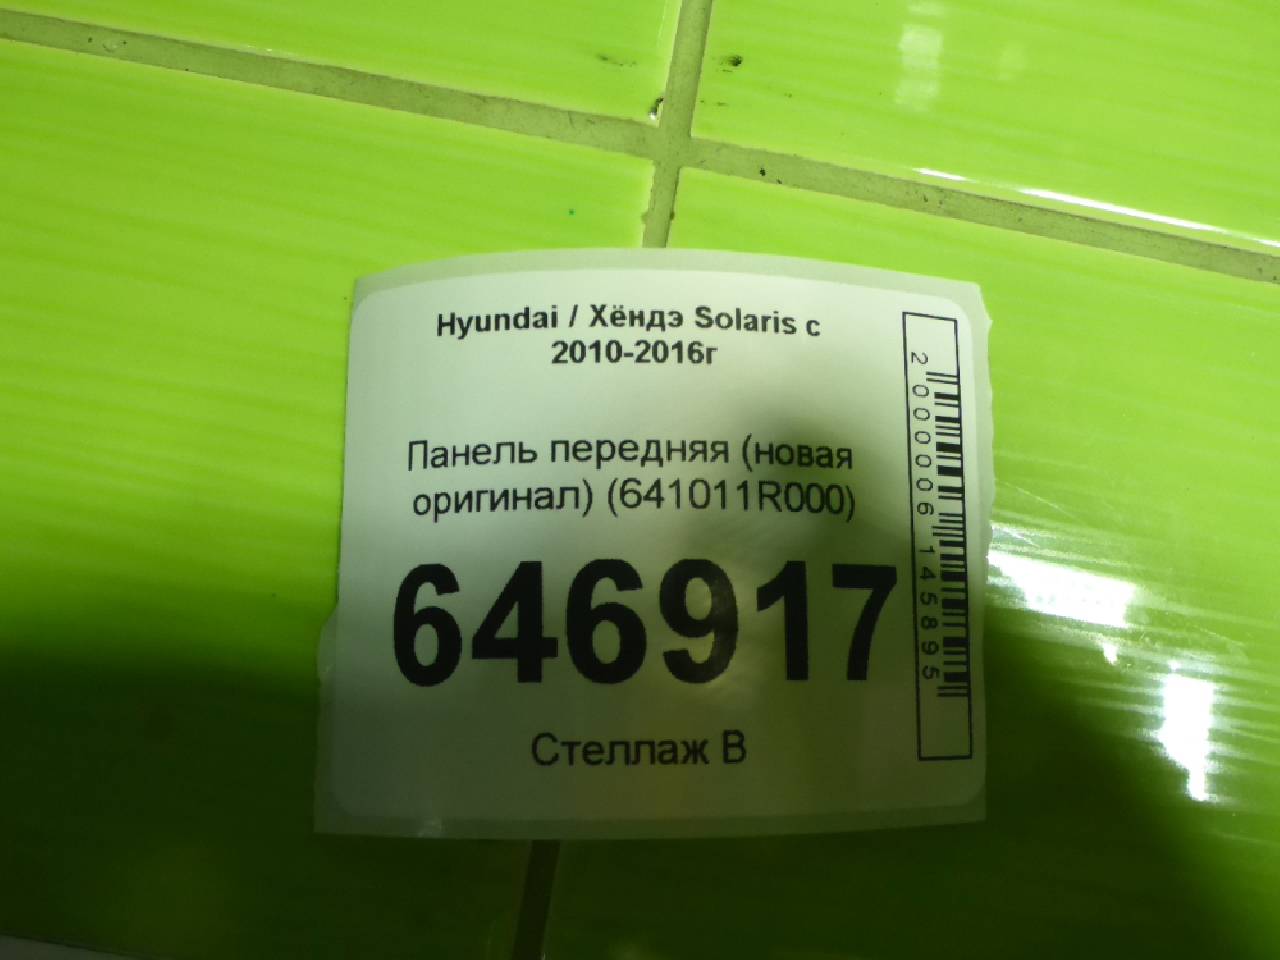 Hyundai / Хёндэ Solaris с
2010-2016г
Панель передняя (новая
оригинал) (641011R000)
646917
Стеллаж В
2000006145895